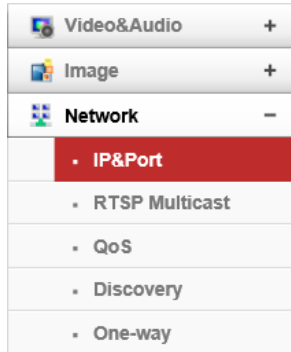 Video&Audio +
Image +
Network −
IP&Port
RTSP Multicast
QoS
Discovery
One-way